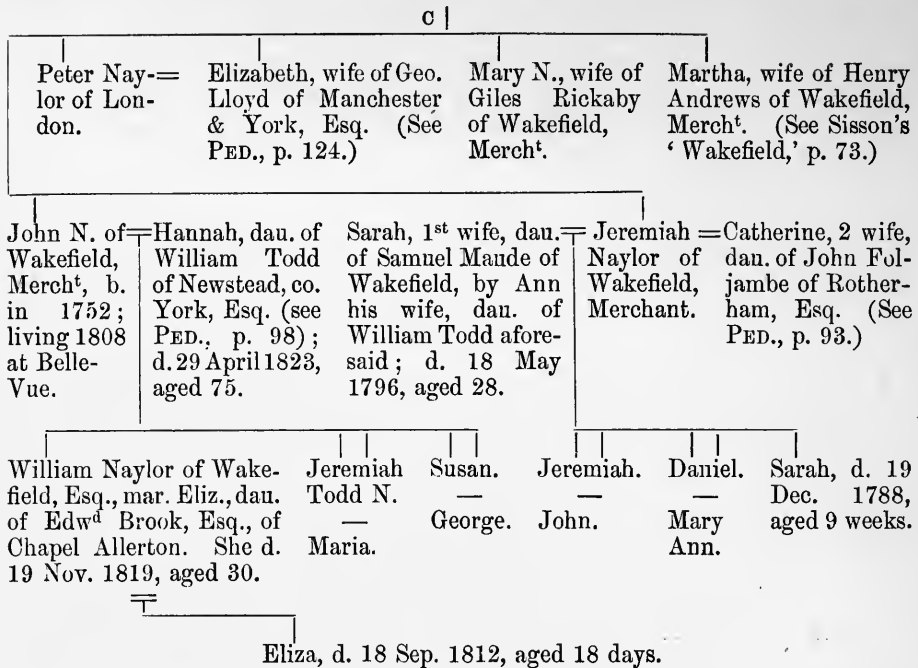 C
Peter Nay-=
lor of Lon-
don.
Elizabeth, wife of Geo.
Lloyd of Manchester
& York, Esq. (See
PED., p. 124.)
Mary N., wife of
Giles Rickaby
of Wakefield,
Mercht.
Martha, wife of Henry
Andrews of Wakefield,
Mercht. (See Sisson's
‘ Wakefield,’ p. 73.)
John N. of
Wakefield,
Mercht, b.
in 1752;
living 1808
at Belle-
Vue.
=Hannah, dau. of
William Todd
of Newstead, co.
York, Esq. (see
PED., p. 98);
d. 29 April 1823,
aged 75.
Sarah, 1st wife, dau.
of Samuel Maude of
Wakefield, by Ann
his wife, dau. of
William Todd afore-
said; d. 18 May
1796, aged 28.
= Jeremiah
Naylor of
Wakefield,
Merchant.
=Catherine, 2 wife,
dau. of John Fol-
jambe of Rother-
ham, Esq. (See
PED., p. 93.)
William Naylor of Wake-
field, Esq., mar. Eliz., dau.
of Edwd Brook, Esq., of
Chapel Allerton. She d.
19 Nov. 1819, aged 30.
Jeremiah
Todd N.
—
Maria.
Susan.
—
George.
Jeremiah.
—
John.
Daniel.
—
Mary
Ann.
Sarah, d. 19
Dec. 1788,
aged 9 weeks.
Eliza, d. 18 Sep. 1812, aged 18 days.